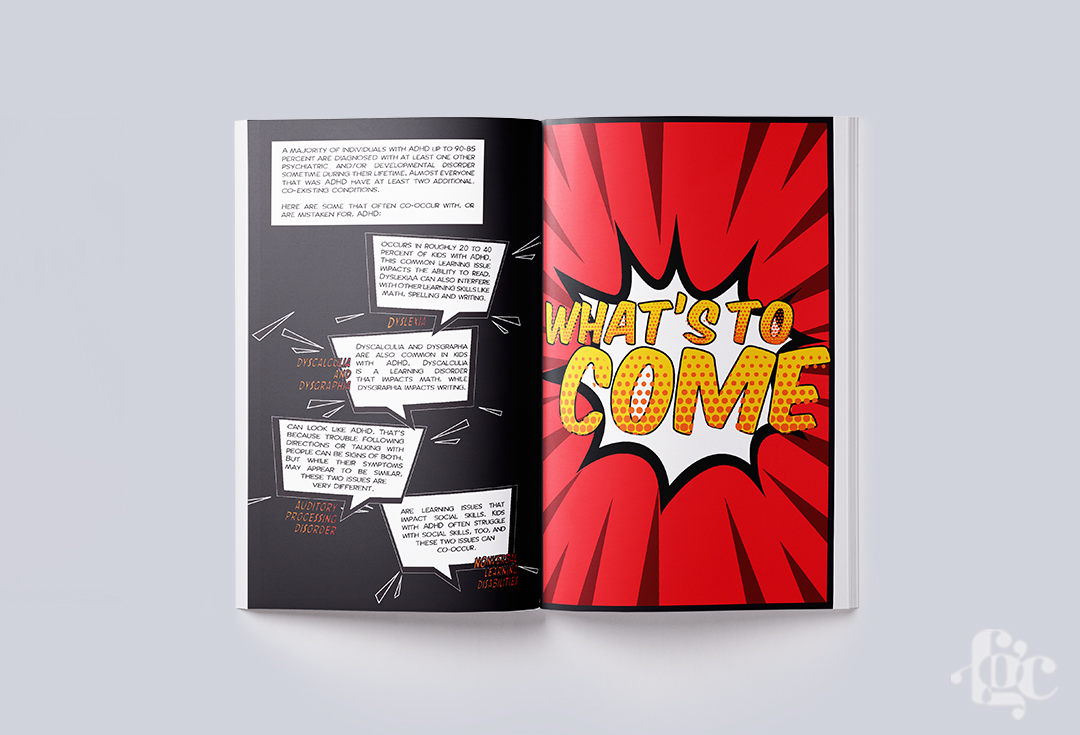 A MAJORITY OF INDIVIDUALS WITH ADHD UP TO 90-85
PERCENT ARE DIAGNOSED WITH AT LEAST ONE OTHER
PSYCHIATRIC AND/OR DEVELOPMENTAL DISORDER
SOMETIME DURING THEIR LIFETIME. ALMOST EVERYONE
THAT WAS ADHD HAVE AT LEAST TWO ADDITIONAL,
CO-EXISTING CONDITIONS.
HERE ARE SOME THAT OFTEN CO-OCCUR WITH, OR
ARE MISTAKEN FOR, ADHD:
OCCURS IN ROUGHLY 20 TO 40
PERCENT OF KIDS WITH ADHD.
THIS COMMON LEARNING ISSUE
IMPACTS THE ABILITY TO READ.
DYSLEXIAA CAN ALSO INTERFERE
WITH OTHER LEARNING SKILLS LIKE
MATH, SPELLING AND WRITING.
DYSLEXIA
DYSCALCULIA AND DYSGRAPHIA
ARE ALSO COMMON IN KIDS
WITH ADHD. DYSCALCULIA
IS A LEARNING DISORDER
THAT IMPACTS MATH, WHILE
DYSGRAPHIA IMPACTS WRITING.
DYSCALCULIA
AND
DYSGRAPHIA
CAN LOOK LIKE ADHD. THAT'S
BECAUSE TROUBLE FOLLOWING
DIRECTIONS OR TALKING WITH
PEOPLE CAN BE SIGNS OF BOTH.
BUT WHILE THEIR SYMPTOMS
MAY APPEAR TO BE SIMILAR,
THESE TWO ISSUES ARE
VERY DIFFERENT.
AUDITORY
PROCESSING
DISORDER
ARE LEARNING ISSUES THAT
IMPACT SOCIAL SKILLS. KIDS
WITH ADHD OFTEN STRUGGLE
WITH SOCIAL SKILLS, TOO, AND
THESE TWO ISSUES CAN
CO-OCCUR.
NONVERBAL
LEARNING
DISABILITIES
WHAT'S TO
COME
fgc